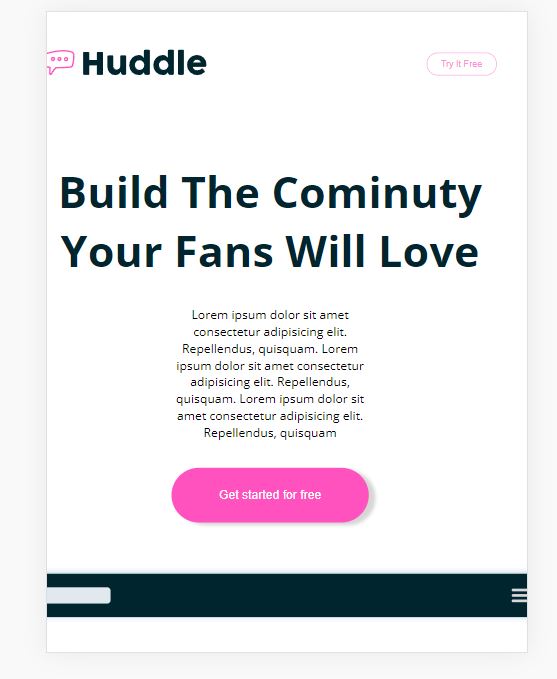 Huddle
Try It Free
Build The Cominuty
Your Fans Will Love
Lorem ipsum dolor sit amet
consectetur adipisicing elit.
Repellendus, quisquam. Lorem
ipsum dolor sit amet consectetur
adipisicing elit. Repellendus,
quisquam. Lorem ipsum dolor sit
amet consectetur adipisicing elit.
Repellendus, quisquam
Get started for free